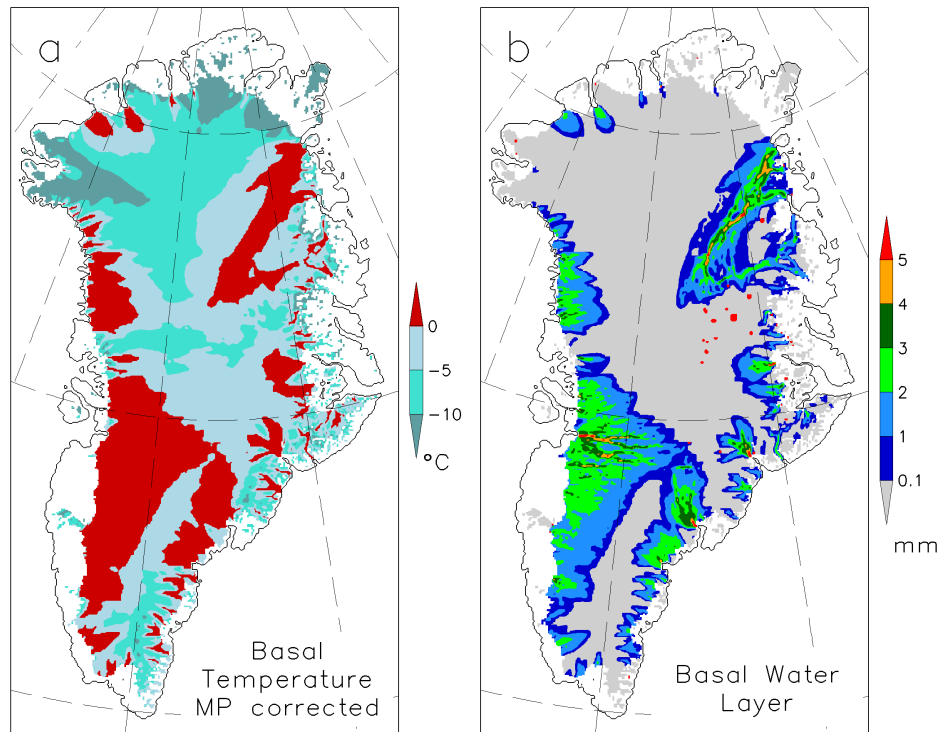 a
Basal
Temperature
MP corrected
0
−5
−10
°C
b
Basal Water
Layer
5
4
3
2
1
0.1
mm